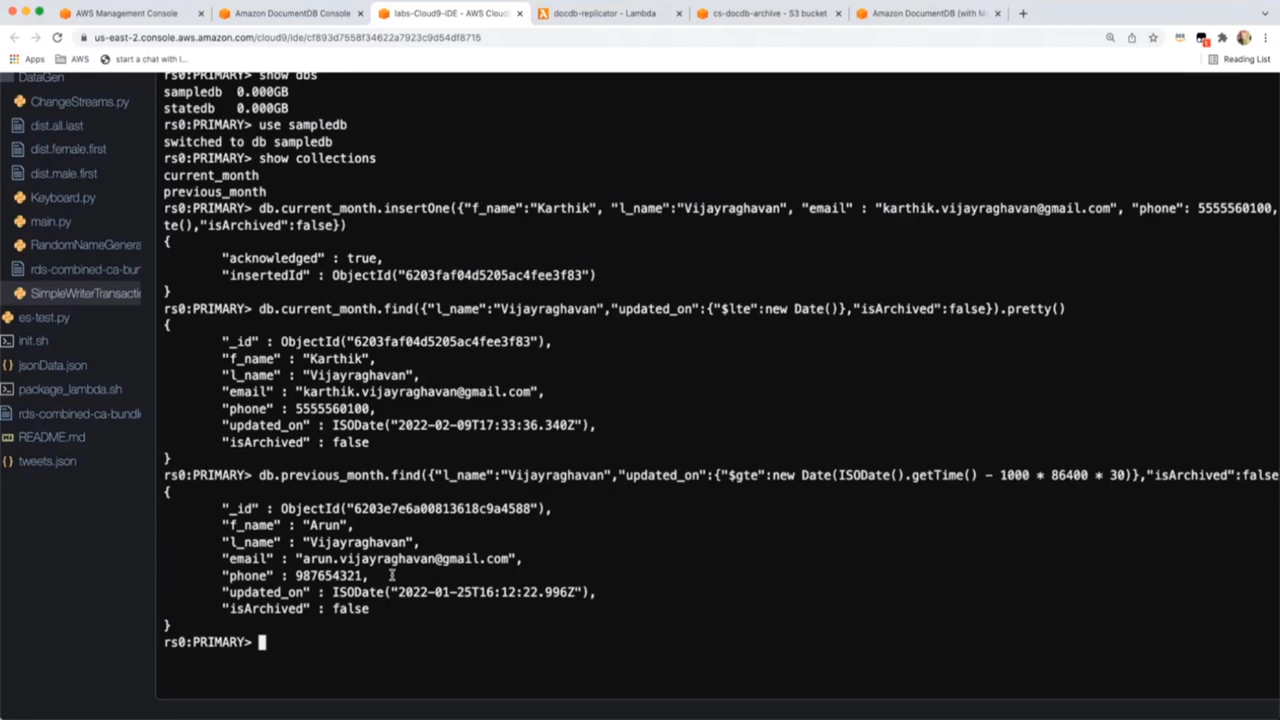 AWS Management Console
Amazon DocumentDB Console
labs-Cloud9-IDE - AWS Cloud
docdb-replicator - Lambda
cs-docdb-archive - S3 bucket
Amazon DocumentDB (with M
us-east-2.console.aws.amazon.com/cloud9/ide/cf893d7558f34622a7923c9d54df8715
Apps
AWS
start a chat with l...
Reading List
DataGen
ChangeStreams.py
dist.all.last
dist.female.first
dist.male.first
Keyboard.py
main.py
RandomNameGenera
rds-combined-ca-bun
SimpleWriterTransacti
es-test.py
init.sh
jsonData.json
package_lambda.sh
rds-combined-ca-bundl
README.md
tweets.json
rs0:PRIMARY> show dbs
sampledb  0.000GB
statedb   0.000GB
rs0:PRIMARY> use sampledb
switched to db sampledb
rs0:PRIMARY> show collections
current_month
previous_month
rs0:PRIMARY> db.current_month.insertOne({"f_name":"Karthik", "l_name":"Vijayraghavan", "email" : "karthik.vijayraghavan@gmail.com", "phone": 5555560100,
te(),"isArchived":false})
{
"acknowledged" : true,
"insertedId" : ObjectId("6203faf04d5205ac4fee3f83")
}
rs0:PRIMARY> db.current_month.find({"l_name":"Vijayraghavan","updated_on":{"$lte":new Date()},"isArchived":false}).pretty()
{
"_id" : ObjectId("6203faf04d5205ac4fee3f83"),
"f_name" : "Karthik",
"l_name" : "Vijayraghavan",
"email" : "karthik.vijayraghavan@gmail.com",
"phone" : 5555560100,
"updated_on" : ISODate("2022-02-09T17:33:36.340Z"),
"isArchived" : false
}
rs0:PRIMARY> db.previous_month.find({"l_name":"Vijayraghavan","updated_on":{"$gte":new Date(ISODate().getTime() - 1000 * 86400 * 30)},"isArchived":false
{
"_id" : ObjectId("6203e7e6a00813618c9a4588"),
"f_name" : "Arun",
"l_name" : "Vijayraghavan",
"email" : "arun.vijayraghavan@gmail.com",
"phone" : 987654321,
"updated_on" : ISODate("2022-01-25T16:12:22.996Z"),
"isArchived" : false
}
rs0:PRIMARY>